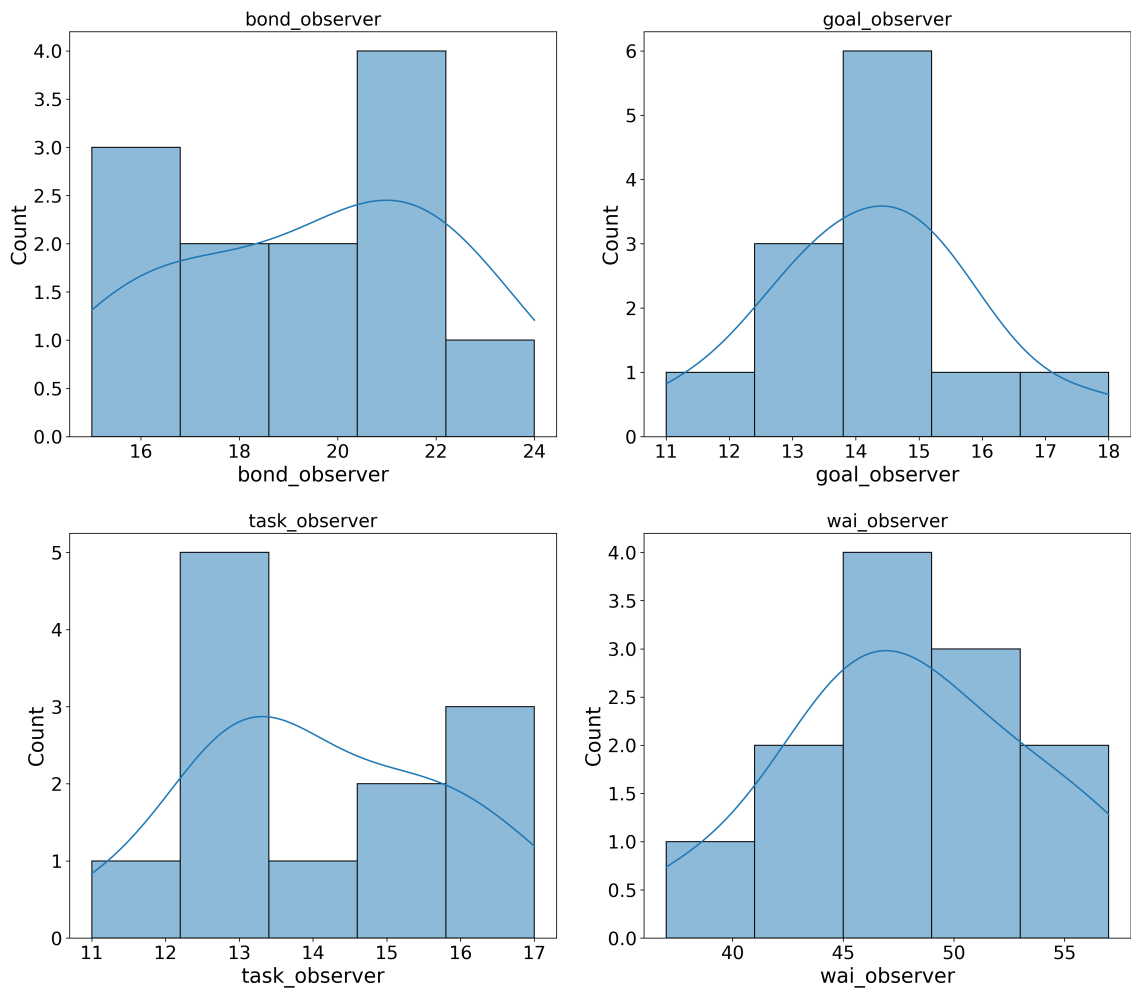 bond_observer
4.0
3.5
3.0
2.5
2.0
1.5
1.0
0.5
0.0
Count
16 18 20 22 24
bond_observer
goal_observer
6
5
4
3
2
1
0
Count
11 12 13 14 15 16 17 18
goal_observer
task_observer
5
4
3
2
1
0
Count
11 12 13 14 15 16 17
task_observer
wai_observer
4.0
3.5
3.0
2.5
2.0
1.5
1.0
0.5
0.0
Count
40 45 50 55
wai_observer